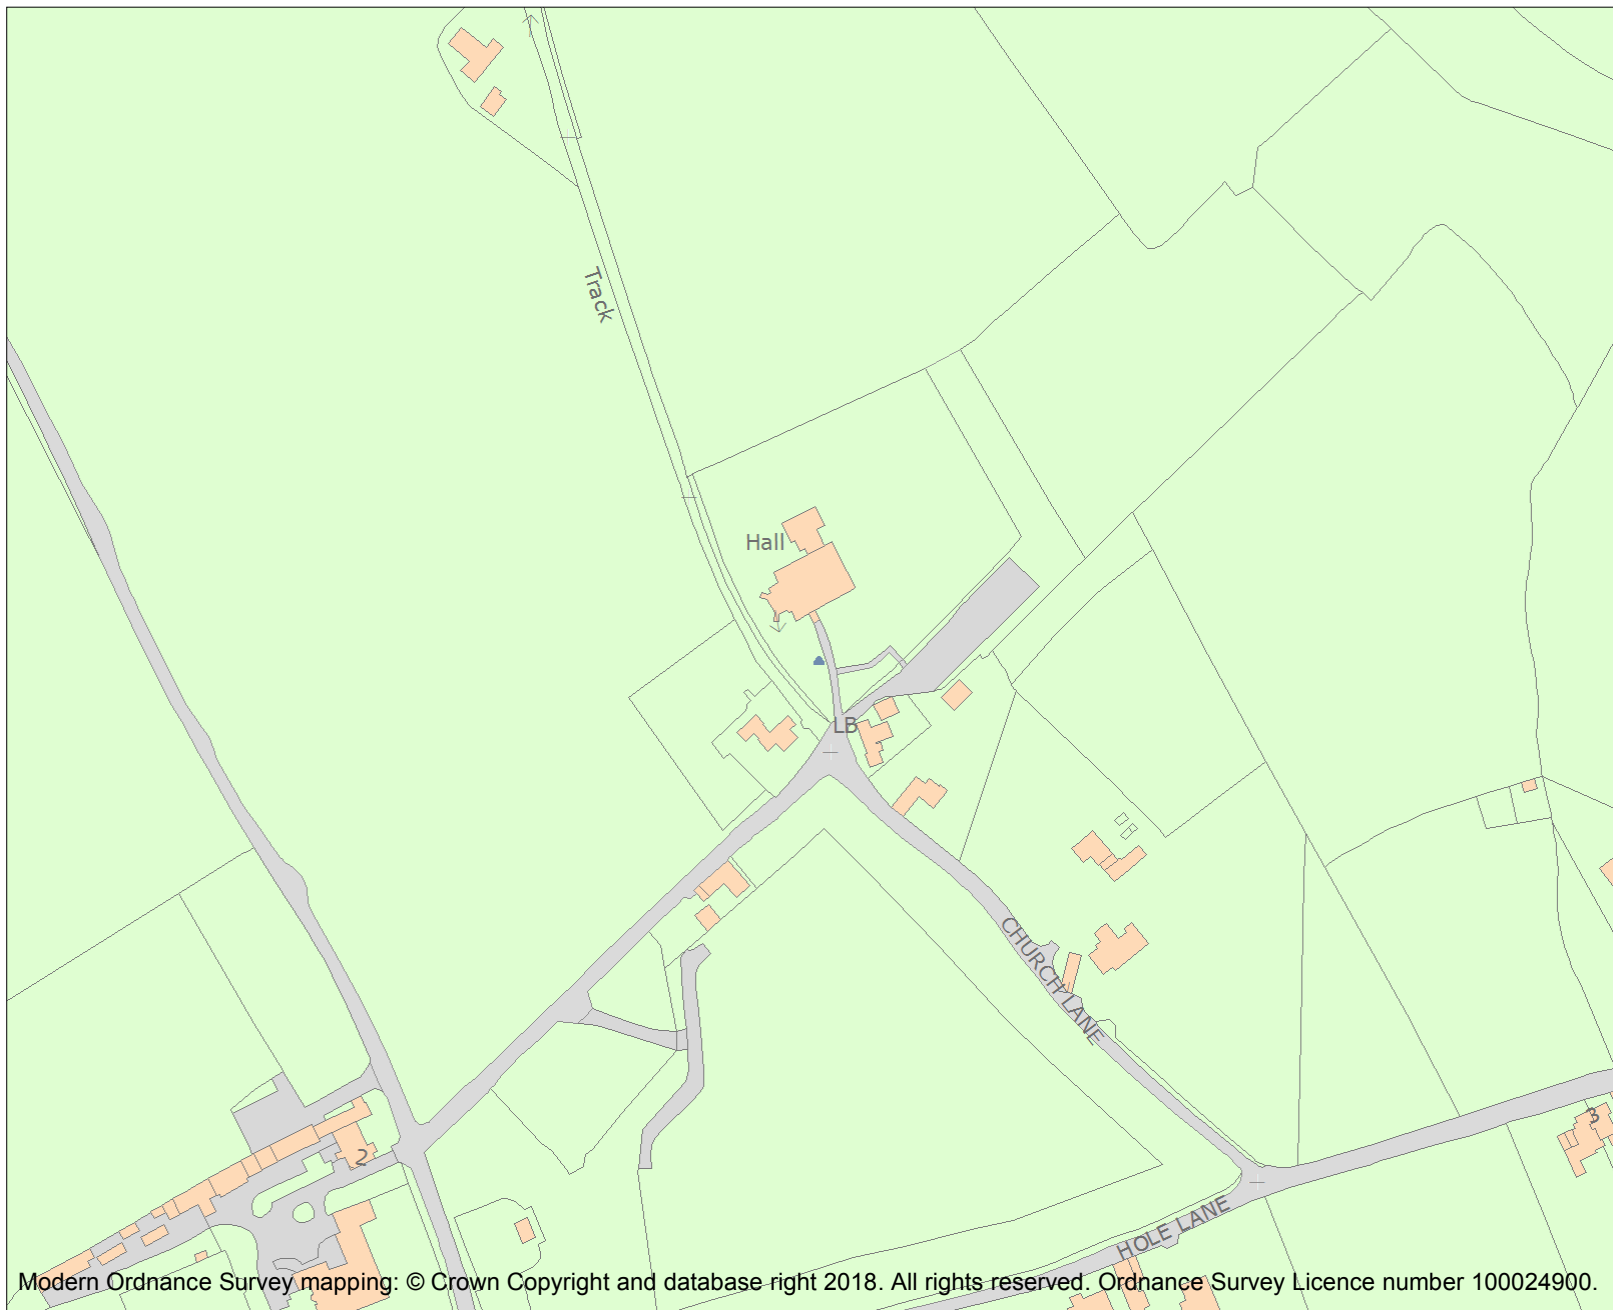 Track
Hall
LB
CHURCH LANE
3
2
HOLE LANE
Modern Ordnance Survey mapping: © Crown Copyright and database right 2018. All rights reserved. Ordnance Survey Licence number 100024900.